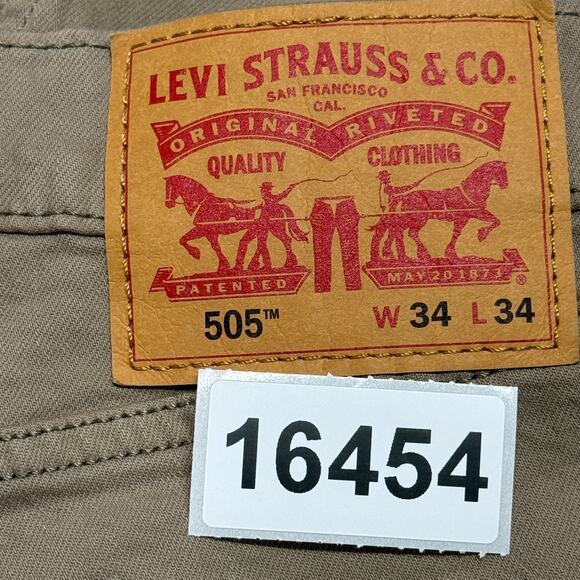 LEVI STRAUSS & CO.
SAN FRANCISCO
CAL.
ORIGINAL RIVETED
QUALITY CLOTHING
PATENTED MAY 20 1873 ®
505™ W 34 L 34
16454